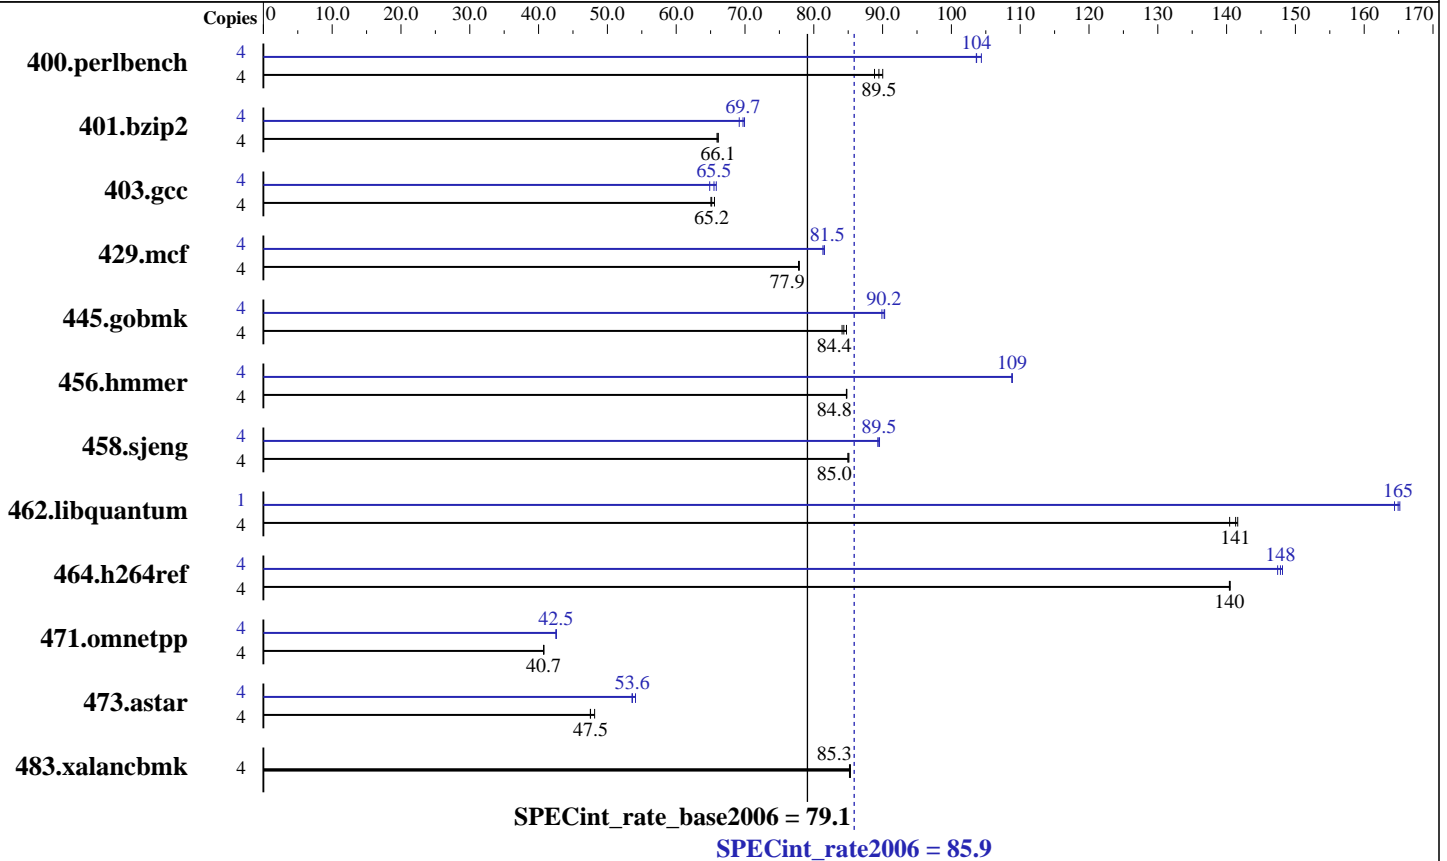 Copies 0 10.0 20.0 30.0 40.0 50.0 60.0 70.0 80.0 90.0 100 110 120 130 140 150 160 170
400.perlbench 4 104
4 89.5
401.bzip2 4 69.7
4 66.1
403.gcc 4 65.5
4 65.2
429.mcf 4 81.5
4 77.9
445.gobmk 4 90.2
4 84.4
456.hmmer 4 109
4 84.8
458.sjeng 4 89.5
4 85.0
462.libquantum 1 165
4 141
464.h264ref 4 148
4 140
471.omnetpp 4 42.5
4 40.7
473.astar 4 53.6
4 47.5
483.xalancbmk 4 85.3
SPECint_rate_base2006 = 79.1
SPECint_rate2006 = 85.9